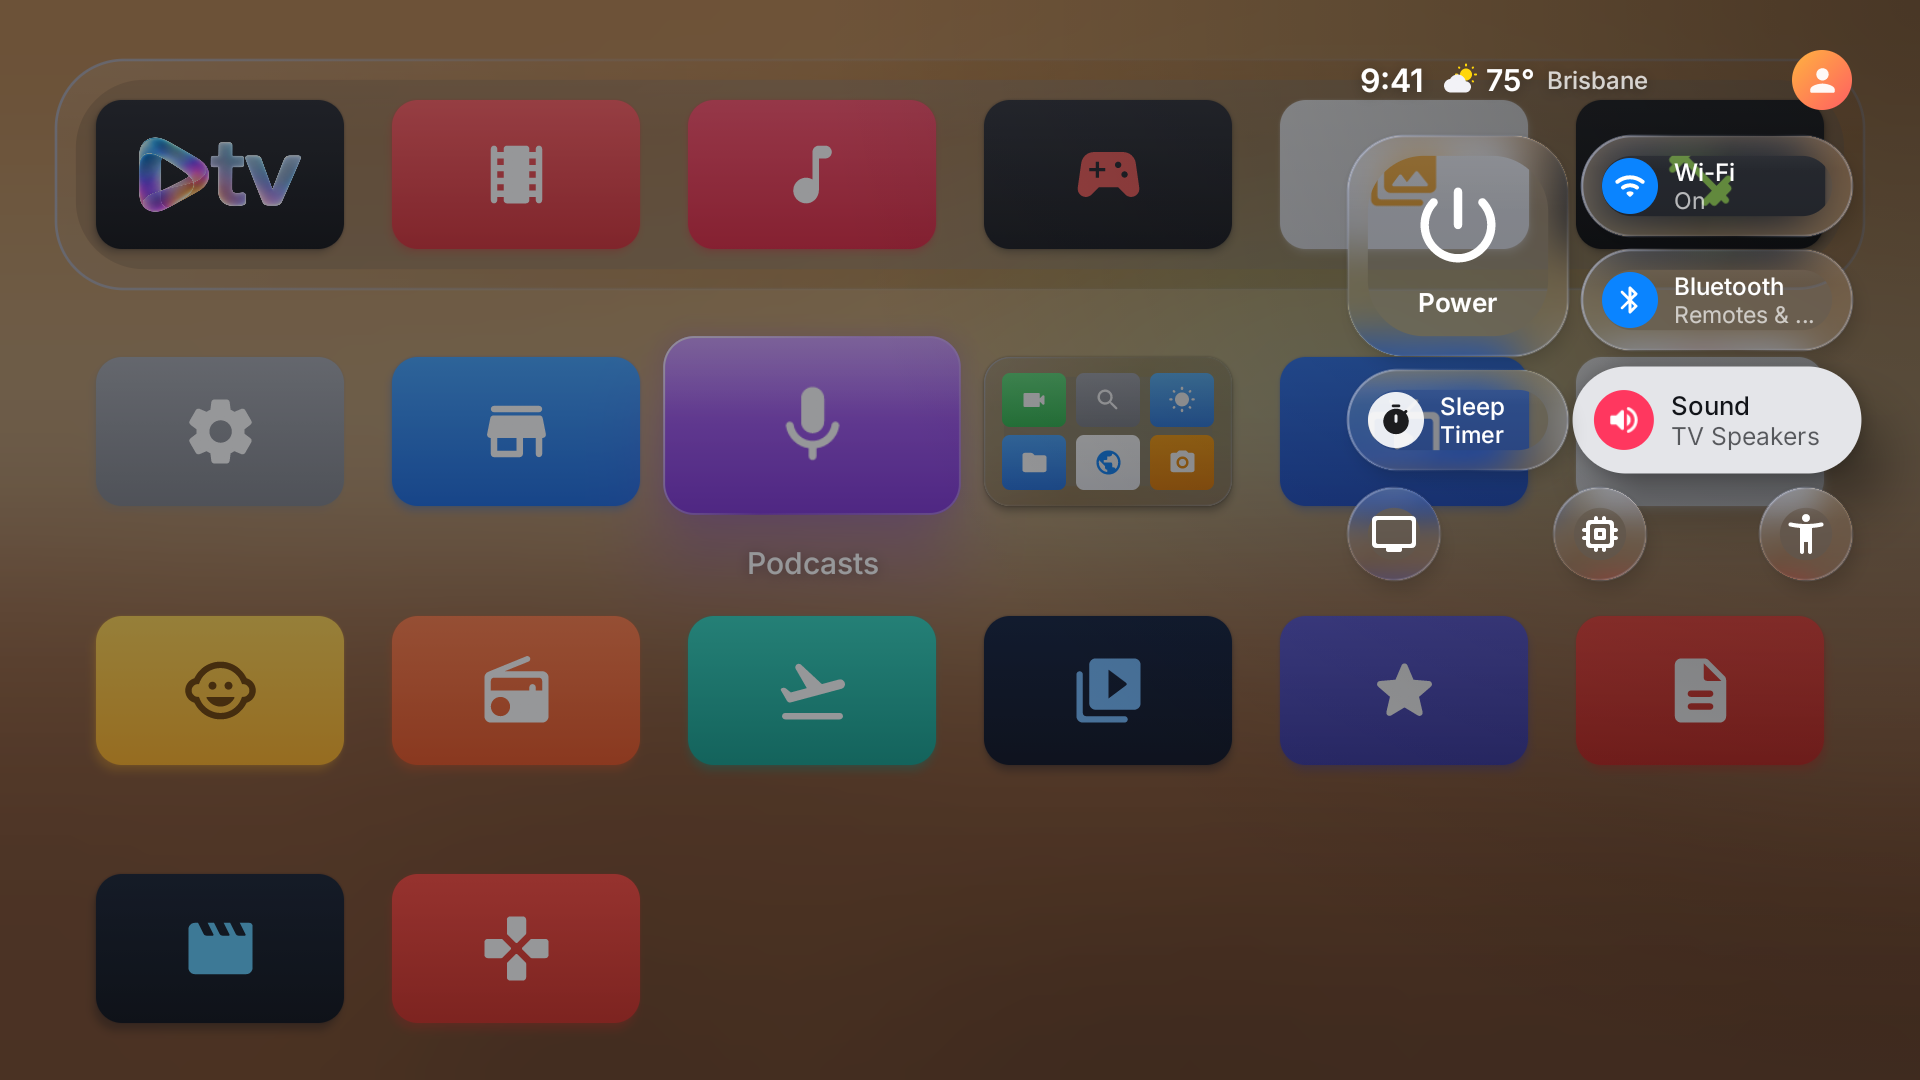 9:41 75° Brisbane
tv
Wi-Fi
On
Power
Bluetooth
Remotes & ...
Sleep
Timer
Sound
TV Speakers
Podcasts